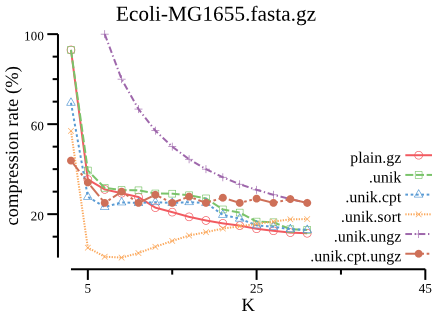 Ecoli-MG1655.fasta.gz
compression rate (%)
100
60
20
plain.gz
.unik
.unik.cpt
.unik.sort
.unik.ungz
.unik.cpt.ungz
5
25
45
K